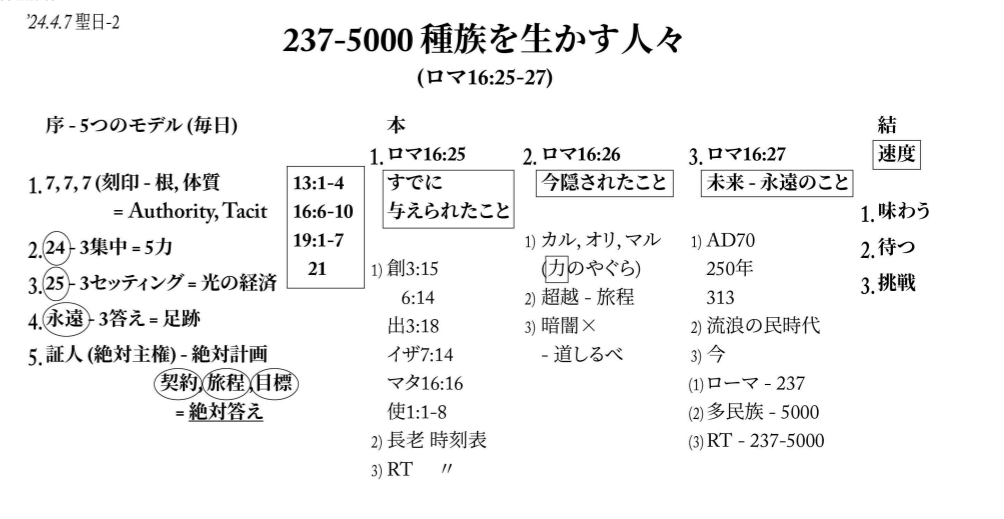 '24.4.7 聖日-2
237-5000 種族を生かす人々
(ロマ16:25-27)
序 - 5つのモデル (毎日)
1. 7, 7, 7 (刻印 - 根, 体質
= Authority, Tacit
2. 24 - 3集中 = 5力
3. 25 - 3セッティング = 光の経済
4. 永遠 - 3答え = 足跡
5. 証人 (絶対主権) - 絶対計画
契約, 旅程, 目標
= 絶対答え
13:1-4
16:6-10
19:1-7
21
本
1. ロマ16:25
すでに
与えられたこと
1) 創3:15
6:14
出3:18
イザ7:14
マタ16:16
使1:1-8
2) 長老 時刻表
3) RT 〃
2. ロマ16:26
今隠されたこと
1) カル, オリ, マル
(力のやぐら)
2) 超越 - 旅程
3) 暗闇×
- 道しるべ
3. ロマ16:27
未来 - 永遠のこと
1) AD70
250年
313
2) 流浪の民時代
3) 今
(1) ローマ - 237
(2) 多民族 - 5000
(3) RT - 237-5000
結
速度
1. 味わう
2. 待つ
3. 挑戦